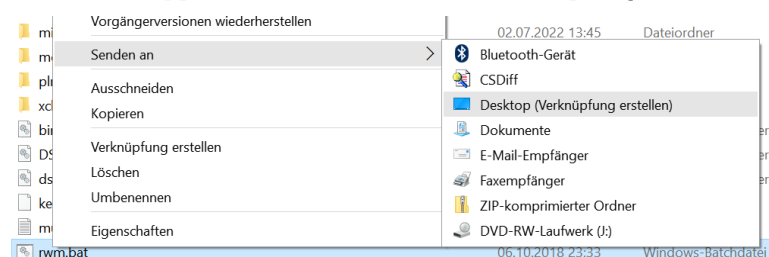 Vorgängerversionen wiederherstellen
02.07.2022 13:45 Dateiordner
Senden an
Bluetooth-Gerät
CSDiff
Ausschneiden
Desktop (Verknüpfung erstellen)
Kopieren
Dokumente
Verknüpfung erstellen
E-Mail-Empfänger
Löschen
Faxempfänger
Umbenennen
ZIP-komprimierter Ordner
Eigenschaften
DVD-RW-Laufwerk (J:)
rwm.bat 06.10.2018 23:33 Windows-Batchdatei